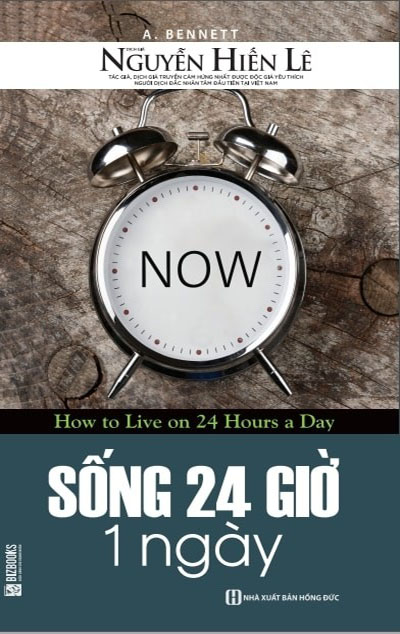 A. BENNETT
DỊCH GIẢ
NGUYỄN HIẾN LÊ
TÁC GIẢ, DỊCH GIẢ TRUYỀN CẢM HỨNG NHẤT ĐƯỢC ĐỘC GIẢ YÊU THÍCH
NGƯỜI DỊCH ĐẮC NHÂN TÂM ĐẦU TIÊN TẠI VIỆT NAM
NOW
How to Live on 24 Hours a Day
SỐNG 24 GIỜ
1 ngày
BIZBOOKS
NHÀ XUẤT BẢN HỒNG ĐỨC